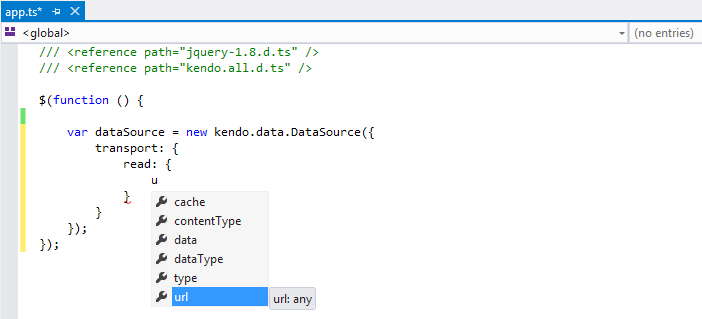 app.ts*
<global> (no entries)
/// <reference path="jquery-1.8.d.ts" />
/// <reference path="kendo.all.d.ts" />
$(function () {
var dataSource = new kendo.data.DataSource({
transport: {
read: {
u
}
cache
}
contentType
});
data
});
dataType
type
url url: any